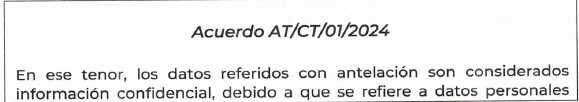 Acuerdo AT/CT/01/2024
En ese tenor, los datos referidos con antelación son considerados
información confidencial, debido a que se refiere a datos personales